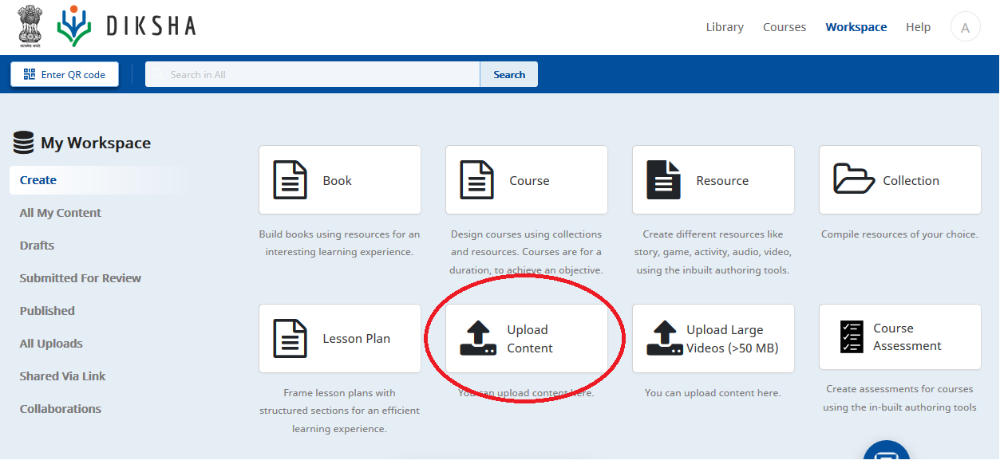 सत्यमेव जयते
DIKSHA
Library Courses Workspace Help A
Enter QR code Search in All Search
My Workspace
Create
All My Content
Drafts
Submitted For Review
Published
All Uploads
Shared Via Link
Collaborations
Book
Build books using resources for an
interesting learning experience.
Course
Design courses using collections
and resources. Courses are for a
duration, to achieve an objective.
Resource
Create different resources like
story, game, activity, audio, video,
using the inbuilt authoring tools.
Collection
Compile resources of your choice.
Lesson Plan
Frame lesson plans with
structured sections for an efficient
learning experience.
Upload
Content
You can upload content here.
Upload Large
Videos (>50 MB)
You can upload content here.
Course
Assessment
Create assessments for courses
using the in-built authoring tools